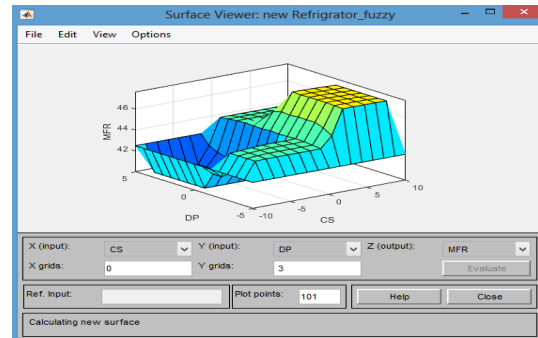 Surface Viewer: new Refrigrator_fuzzy
File Edit View Options
46
44
42
MFR
5
0
-5
DP
-10
-5
0
5
10
CS
X (input): CS Y (input): DP Z (output): MFR
X grids: 0 Y grids: 3 Evaluate
Ref. Input: Plot points: 101 Help Close
Calculating new surface